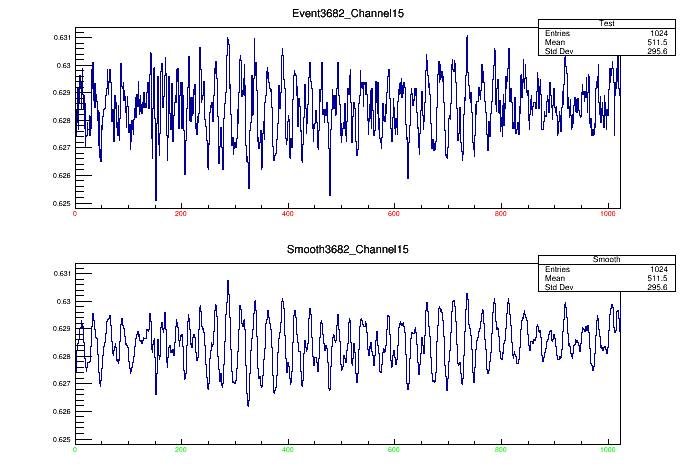 Event3682_Channel15
Test
Entries 1024
Mean 511.5
Std Dev 295.6
0.631
0.63
0.629
0.628
0.627
0.626
0.625
0 200 400 600 800 1000
Smooth3682_Channel15
Smooth
Entries 1024
Mean 511.5
Std Dev 295.6
0.631
0.63
0.629
0.628
0.627
0.626
0.625
0 200 400 600 800 1000